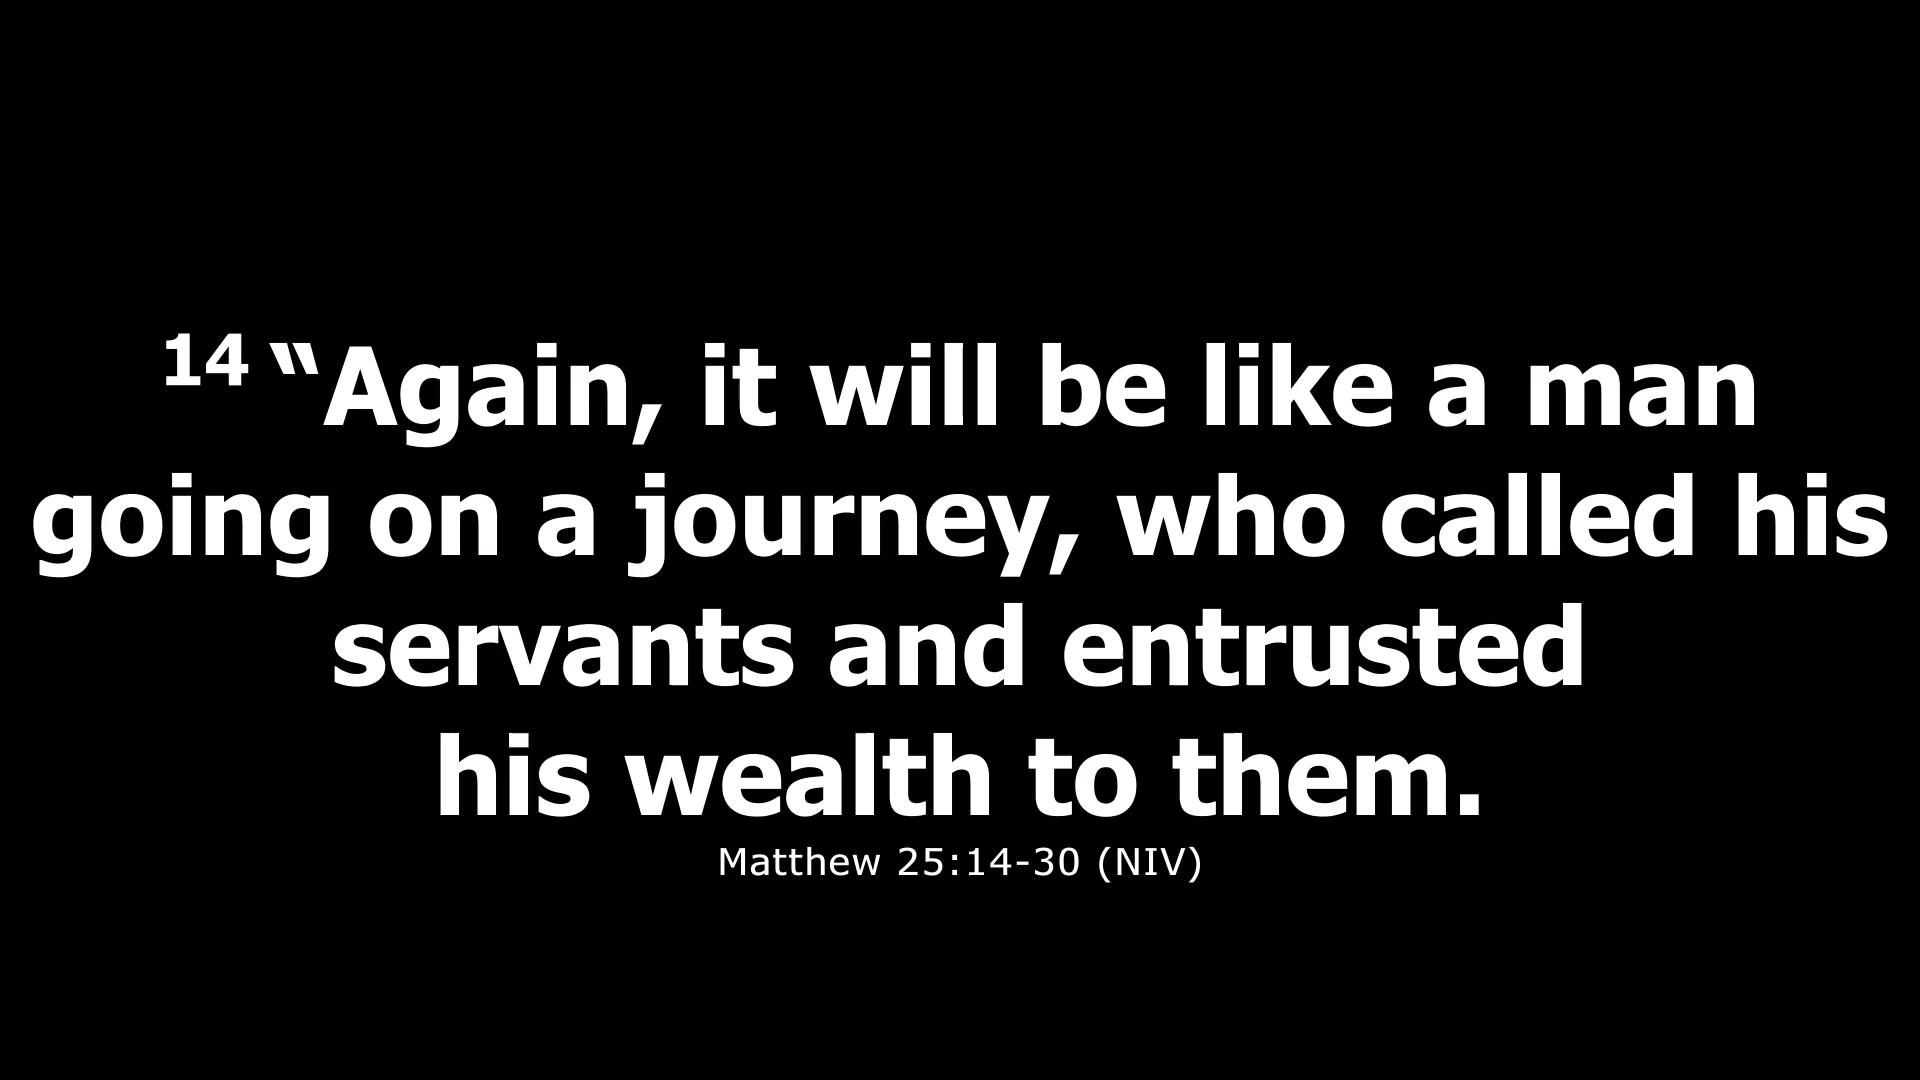 14 “Again, it will be like a man
going on a journey, who called his
servants and entrusted
his wealth to them.
Matthew 25:14-30 (NIV)